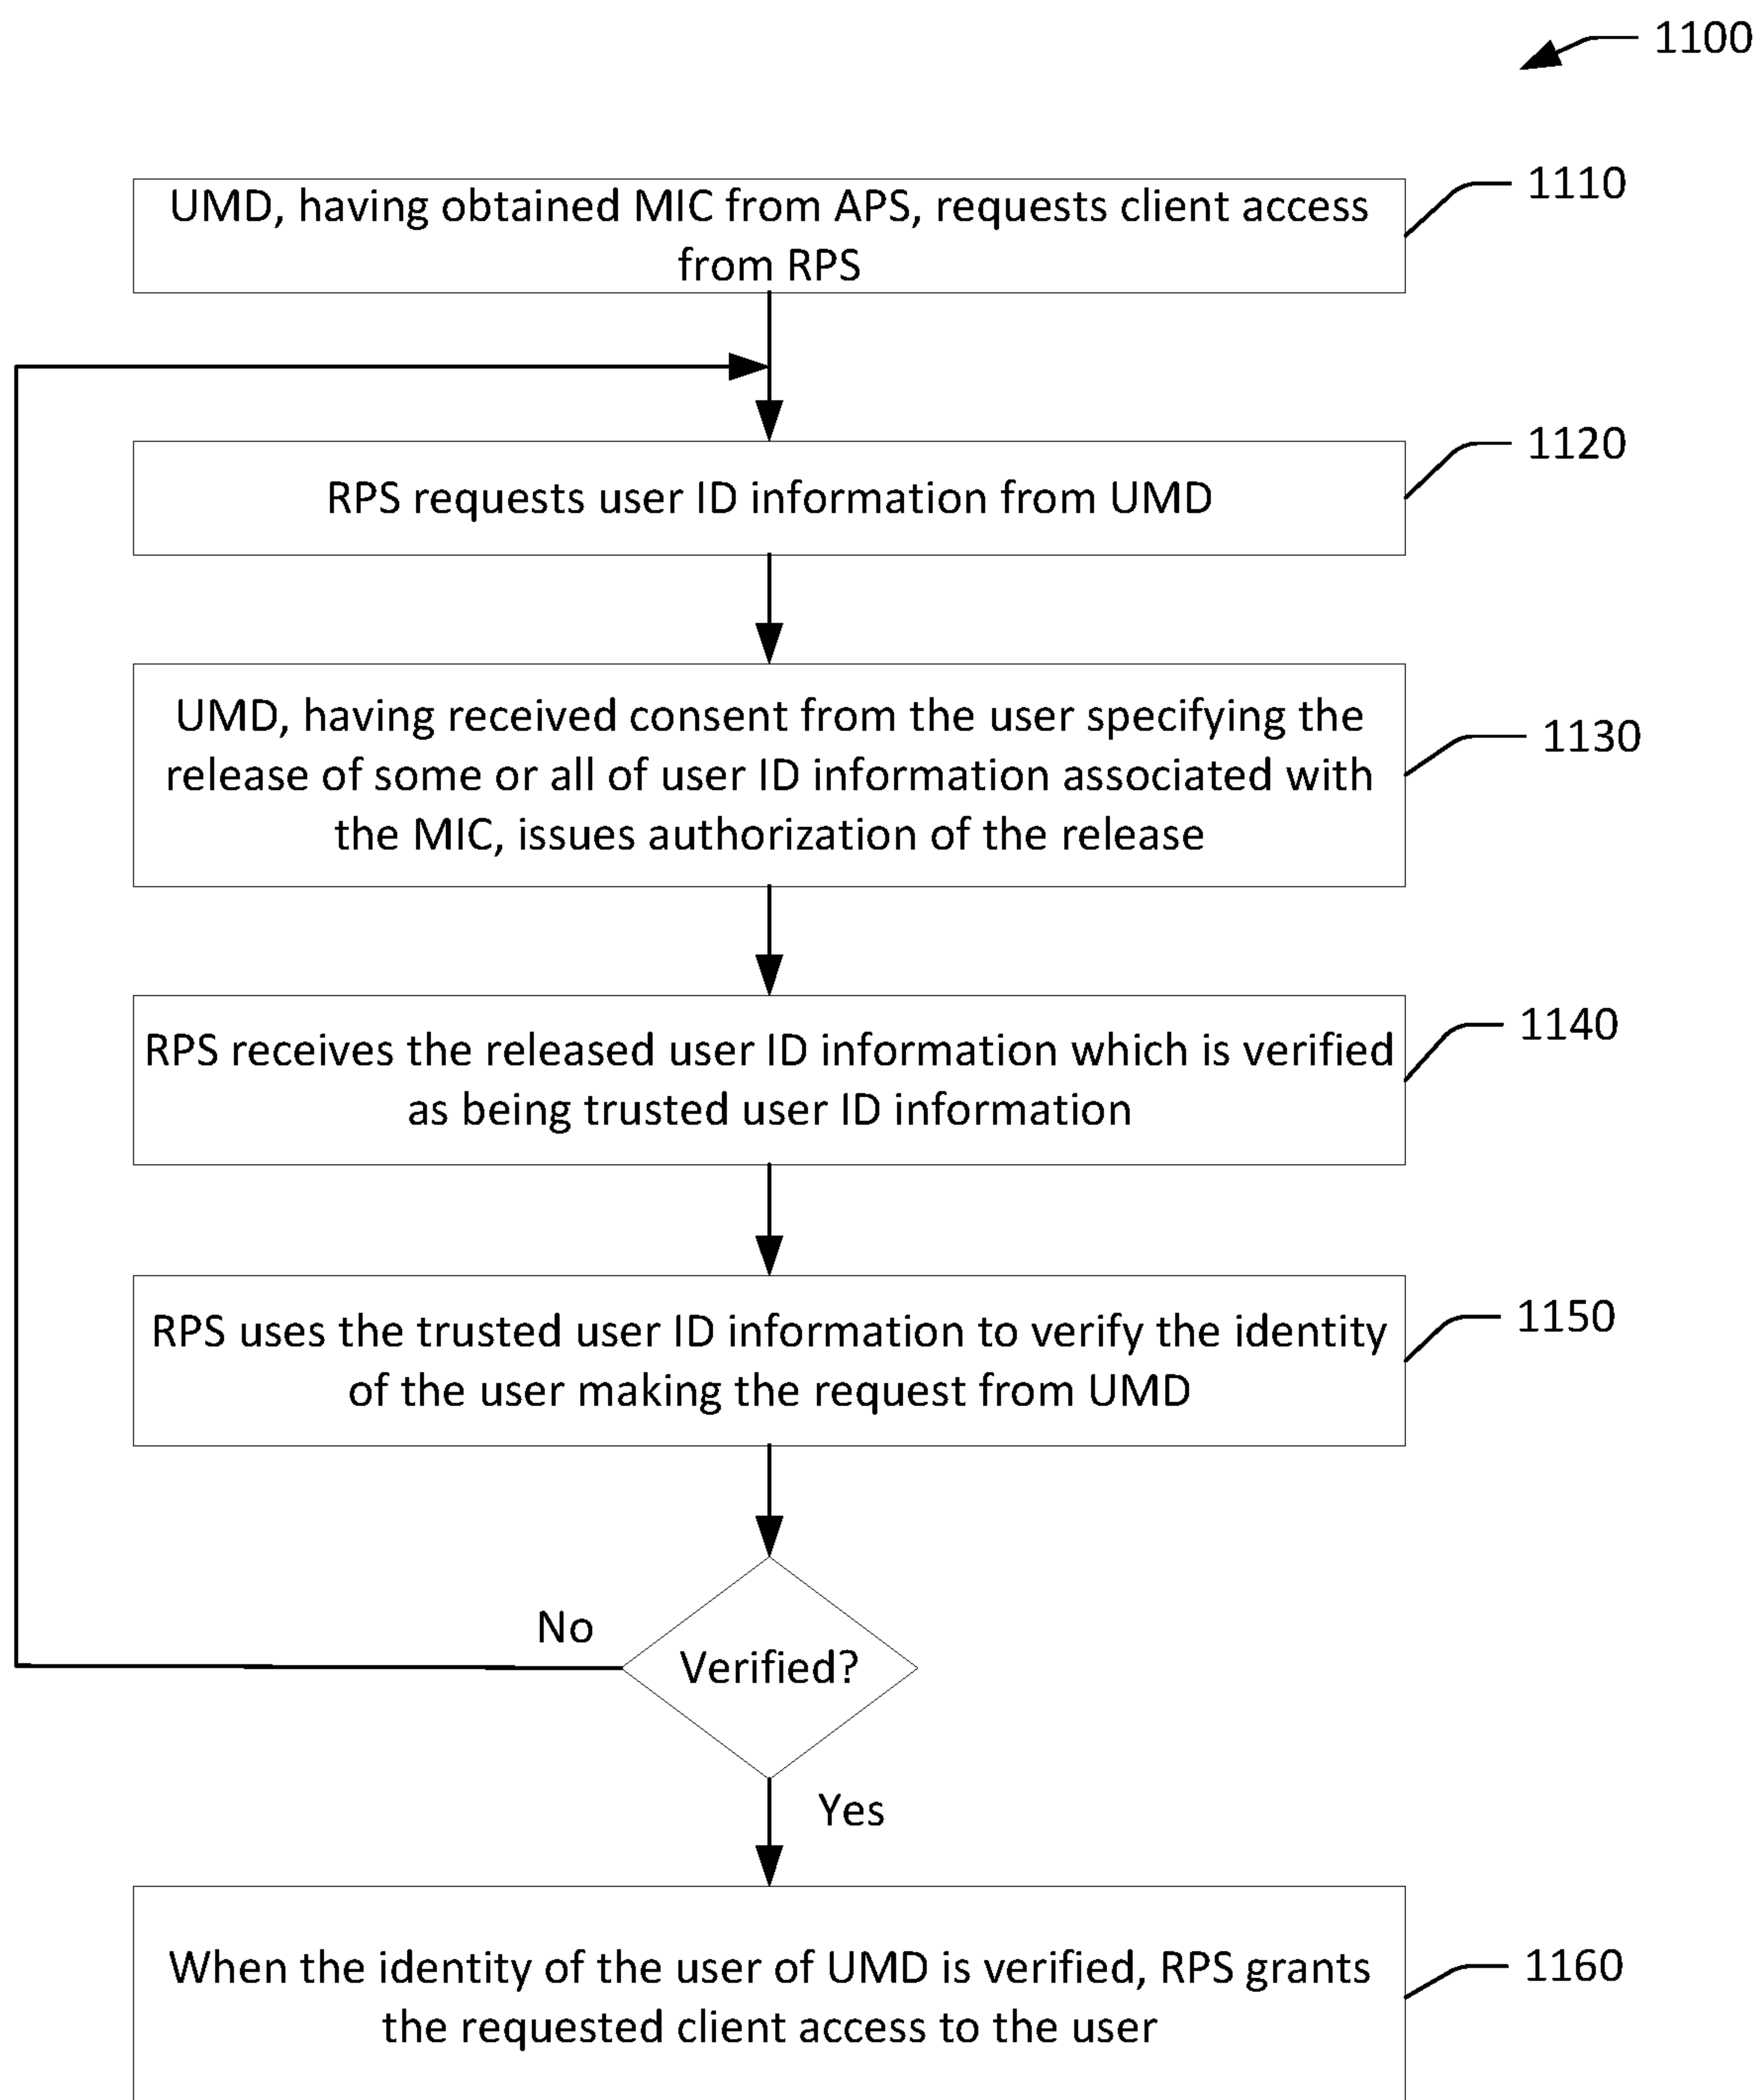 1100
UMD, having obtained MIC from APS, requests client access
from RPS
1110
RPS requests user ID information from UMD
1120
UMD, having received consent from the user specifying the
release of some or all of user ID information associated with
the MIC, issues authorization of the release
1130
RPS receives the released user ID information which is verified
as being trusted user ID information
1140
RPS uses the trusted user ID information to verify the identity
of the user making the request from UMD
1150
No
Verified?
Yes
When the identity of the user of UMD is verified, RPS grants
the requested client access to the user
1160